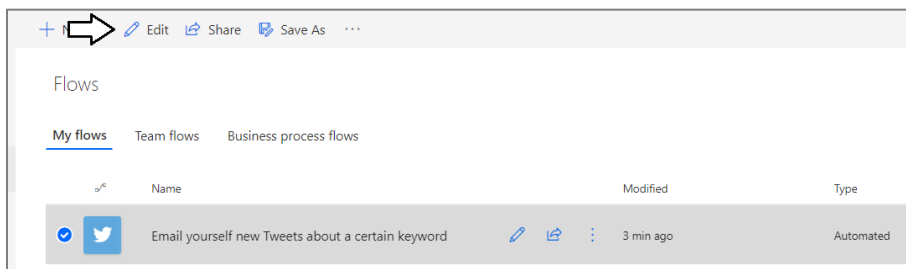 Edit Share Save As ...
Flows
My flows Team flows Business process flows
Name Modified Type
Email yourself new Tweets about a certain keyword 3 min ago Automated